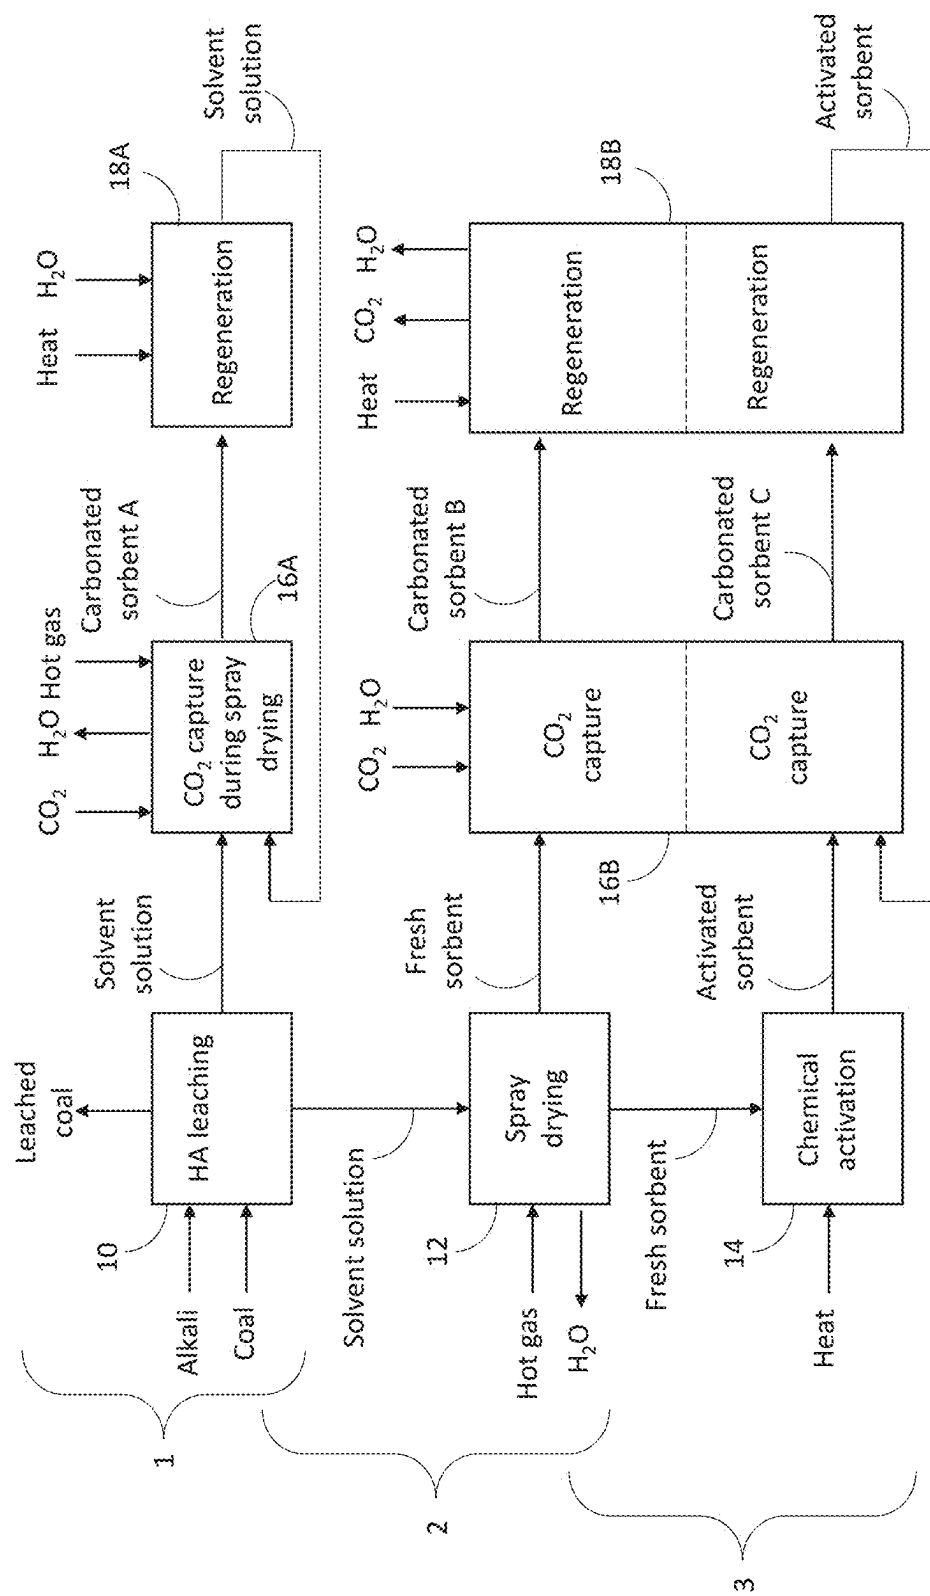 Leached
coal
Alkali
Coal
10
HA leaching
Solvent
solution
CO₂
H₂O
Hot gas
CO₂ capture
during spray
drying
16A
Carbonated
sorbent A
Heat
H₂O
Regeneration
18A
Solvent
solution
1
Solvent solution
Hot gas
H₂O
12
Spray
drying
Fresh
sorbent
CO₂
H₂O
CO₂
capture
16B
Carbonated
sorbent B
Heat
CO₂
H₂O
Regeneration
18B
2
Fresh sorbent
Heat
14
Chemical
activation
Activated
sorbent
CO₂
capture
Carbonated
sorbent C
Regeneration
Activated
sorbent
3